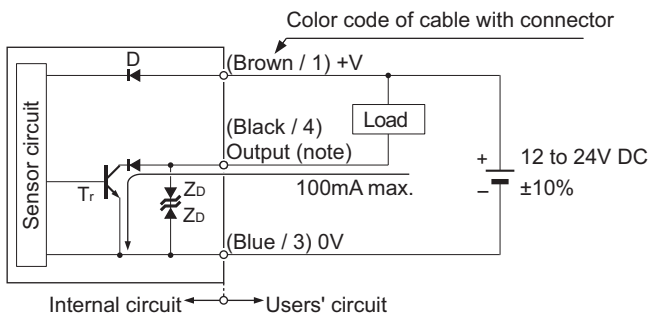 Color code of cable with connector
D
(Brown / 1) +V
Sensor circuit
(Black / 4)
Output (note)
Load
Tr
ZD
ZD
100mA max.
+
−
12 to 24V DC
±10%
(Blue / 3) 0V
Internal circuit
Users' circuit